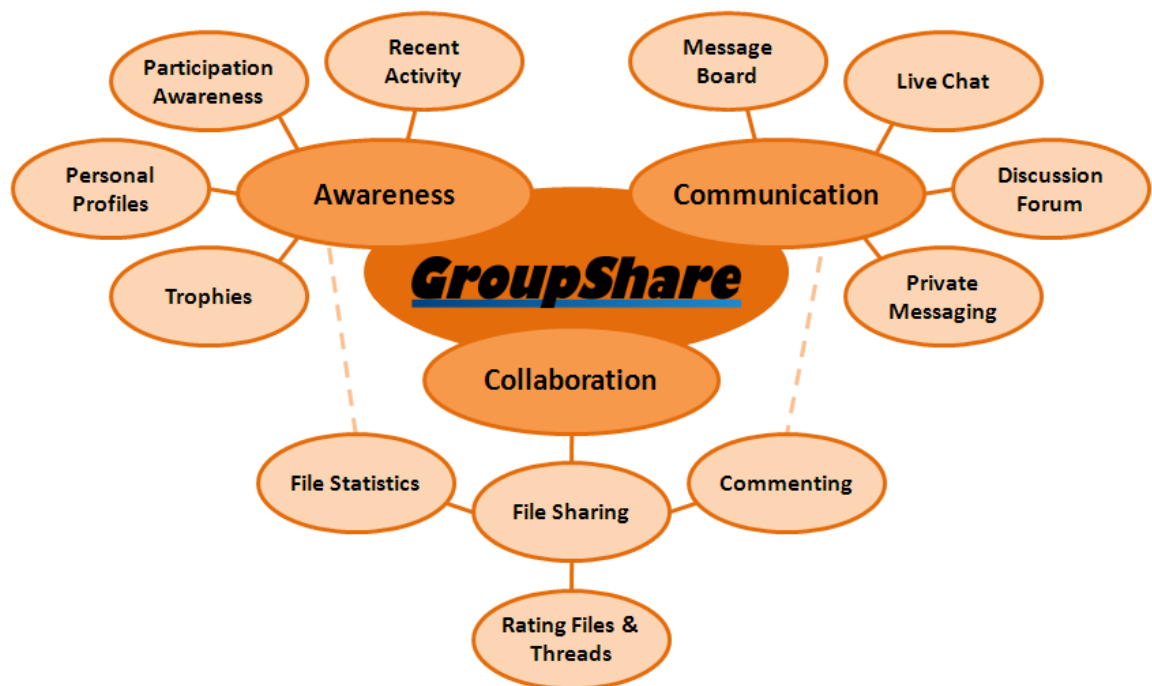 Recent
Activity
Message
Board
Participation
Awareness
Live Chat
Personal
Profiles
Awareness
Communication
Discussion
Forum
Trophies
GroupShare
Private
Messaging
Collaboration
File Statistics
File Sharing
Commenting
Rating Files &
Threads